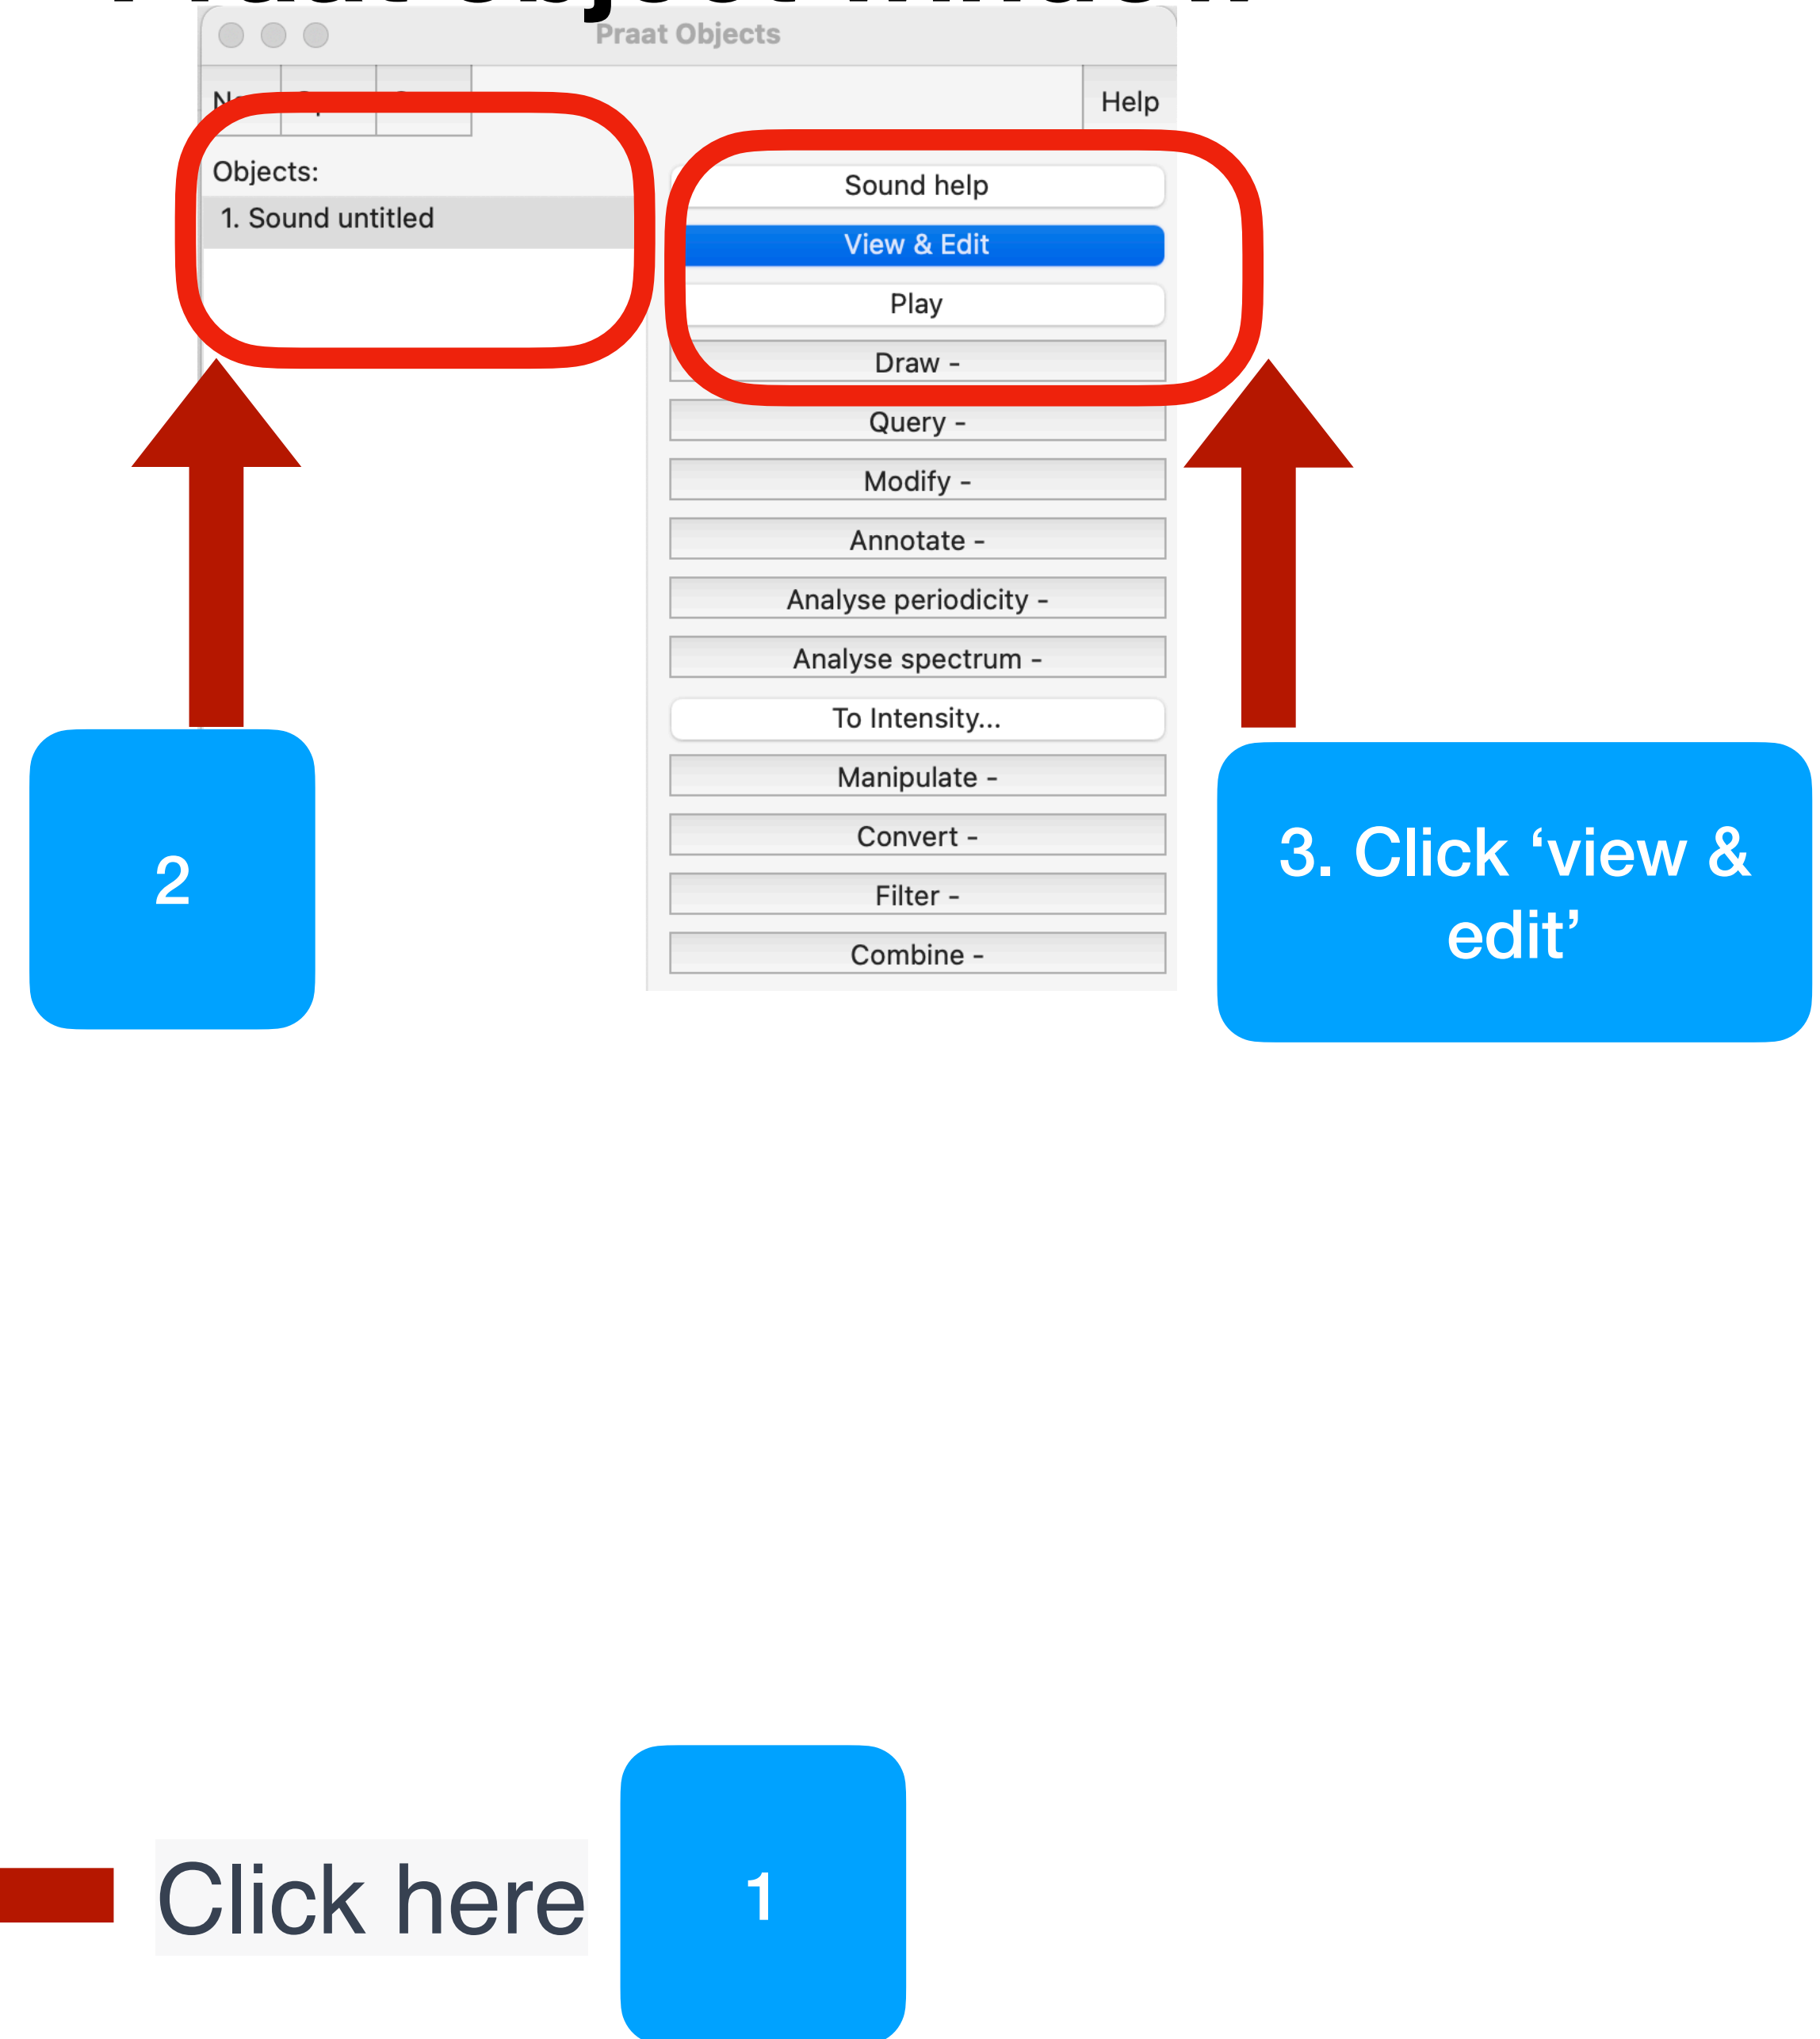 Praat Objects
Help
Objects:
1. Sound untitled
Sound help
View & Edit
Play
Draw -
Query -
Modify -
Annotate -
Analyse periodicity -
Analyse spectrum -
To Intensity...
Manipulate -
Convert -
Filter -
Combine -
2
3. Click ‘view &
edit’
Click here
1